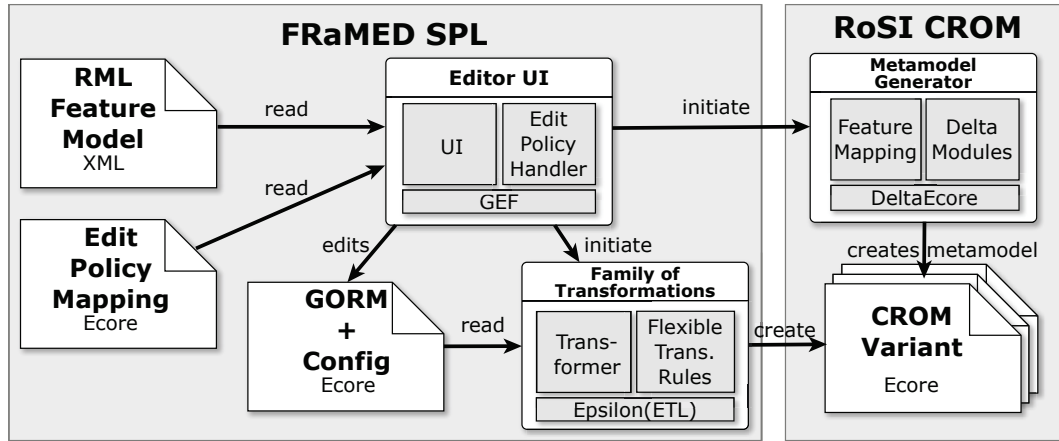 FRaMED SPL
RoSI CROM
RML
Feature
Model
XML
read
Editor UI
UI
Edit
Policy
Handler
GEF
initiate
Metamodel
Generator
Feature
Mapping
Delta
Modules
DeltaEcore
read
Edit
Policy
Mapping
Ecore
edits
initiate
creates metamodel
GORM
+
Config
Ecore
read
Family of
Transformations
Trans-
former
Flexible
Trans.
Rules
Epsilon(ETL)
create
CROM
Variant
Ecore